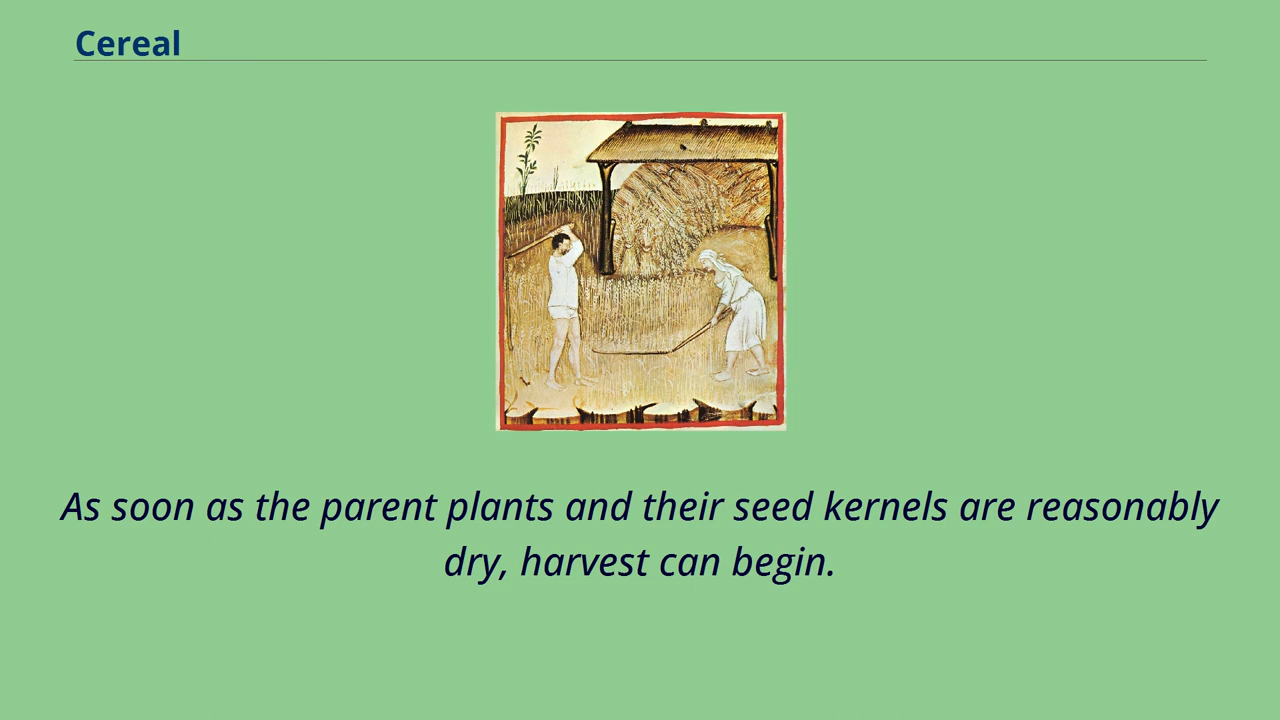 Cereal
As soon as the parent plants and their seed kernels are reasonably
dry, harvest can begin.